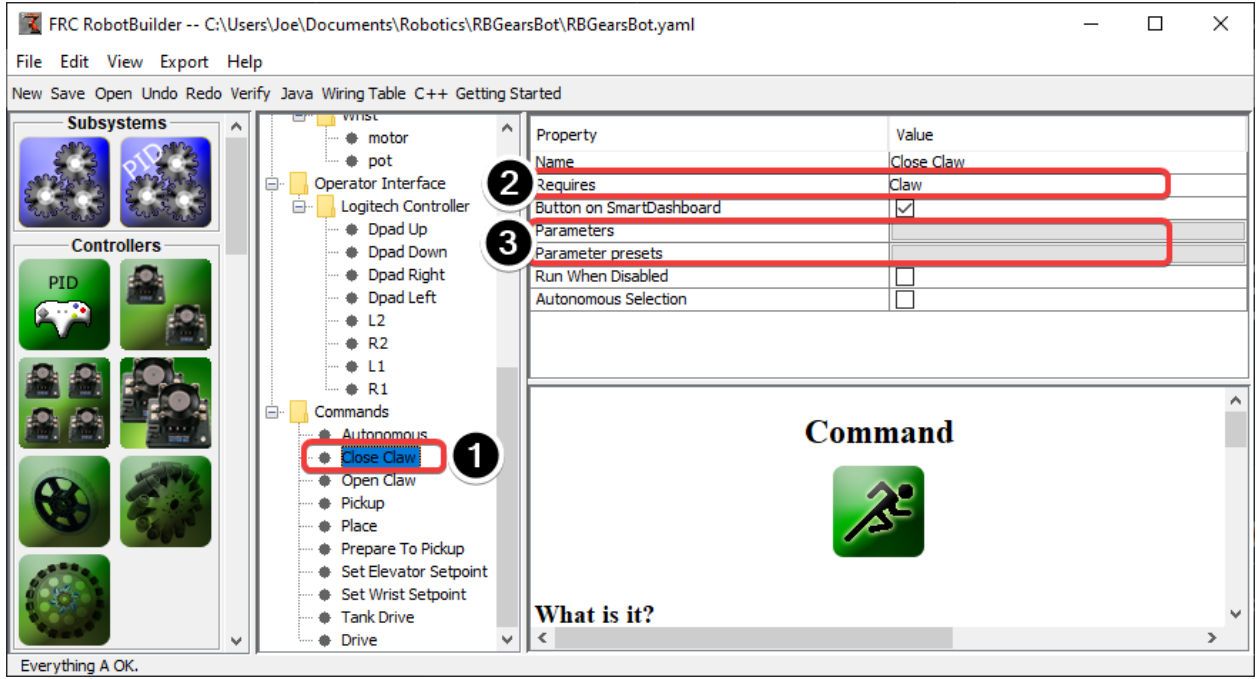 FRC RobotBuilder -- C:\Users\Joe\Documents\Robotics\RBGearsBot\RBGearsBot.yaml
File Edit View Export Help
New Save Open Undo Redo Verify Java Wiring Table C++ Getting Started
Subsystems
PID
Controllers
PID
Wrist
motor
pot
Operator Interface
Logitech Controller
Dpad Up
Dpad Down
Dpad Right
Dpad Left
L2
R2
L1
R1
Commands
Autonomous
Close Claw
1
Open Claw
Pickup
Place
Prepare To Pickup
Set Elevator Setpoint
Set Wrist Setpoint
Tank Drive
Drive
Property Value
Name Close Claw
2
Requires Claw
Button on SmartDashboard
3
Parameters
Parameter presets
Run When Disabled
Autonomous Selection
Command
What is it?
Everything A OK.